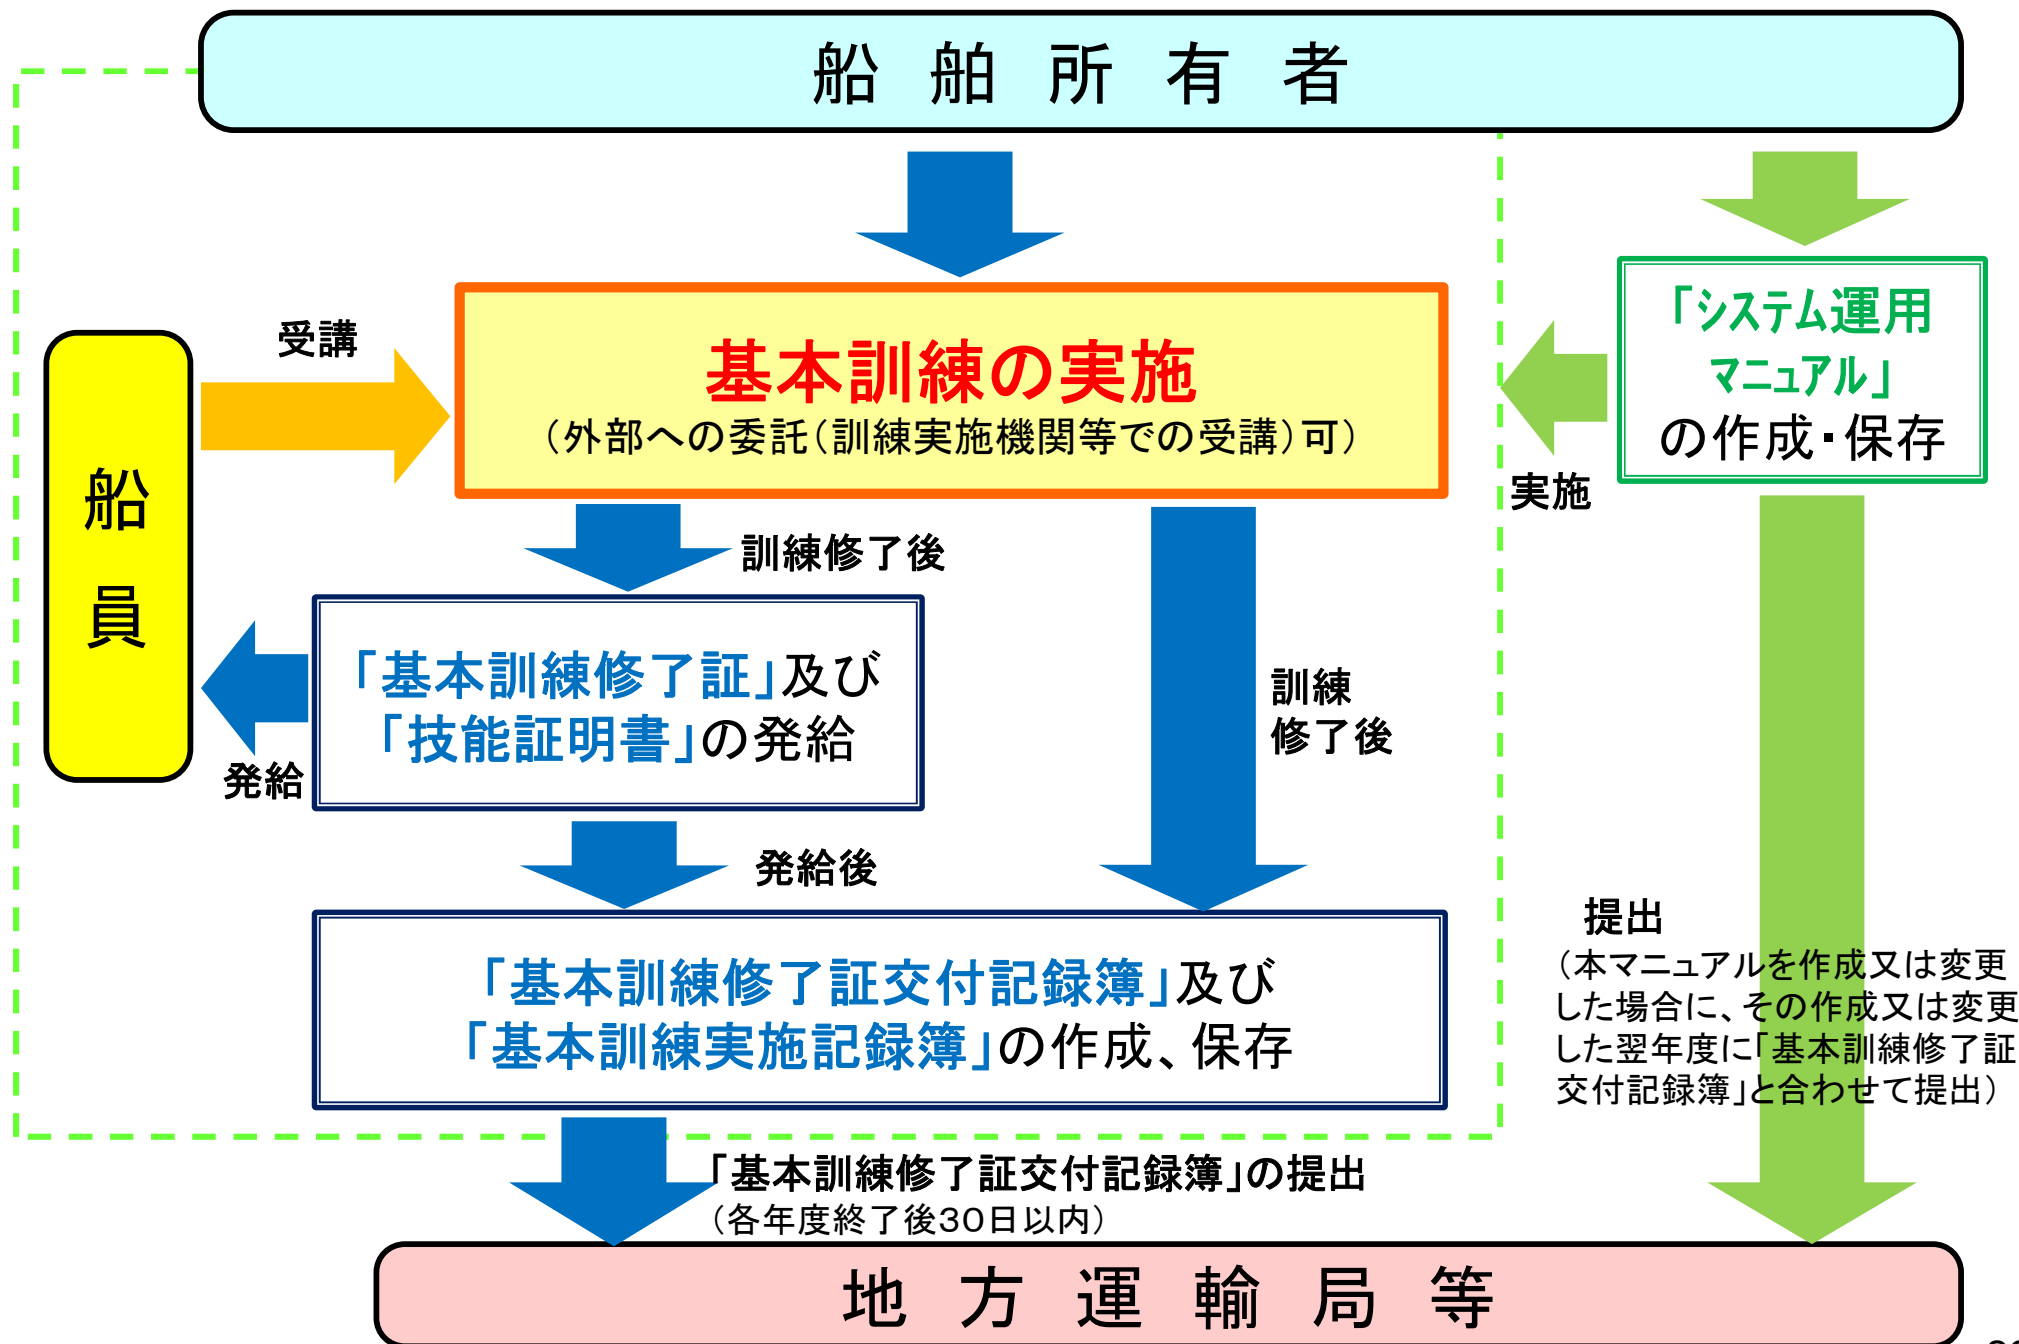 船舶所有者
受講
基本訓練の実施
（外部への委託（訓練実施機関等での受講）可）
「システム運用
マニュアル」
の作成・保存
実施
船
員
訓練修了後
「基本訓練修了証」及び
「技能証明書」の発給
発給
訓練
修了後
発給後
「基本訓練修了証交付記録簿」及び
「基本訓練実施記録簿」の作成、保存
提出
（本マニュアルを作成又は変更
した場合に、その作成又は変更
した翌年度に「基本訓練修了証
交付記録簿」と合わせて提出）
「基本訓練修了証交付記録簿」の提出
（各年度終了後30日以内）
地方運輸局等